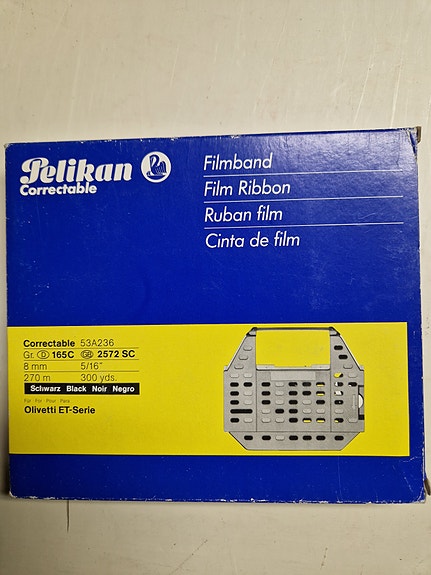 Pelikan
Correctable
Filmband
Film Ribbon
Ruban film
Cinta de film
Correctable 53A236
Gr. D 165C GB 2572 SC
8 mm 5/16"
270 m 300 yds.
Schwarz Black Noir Negro
Für · For · Pour · Para
Olivetti ET-Serie